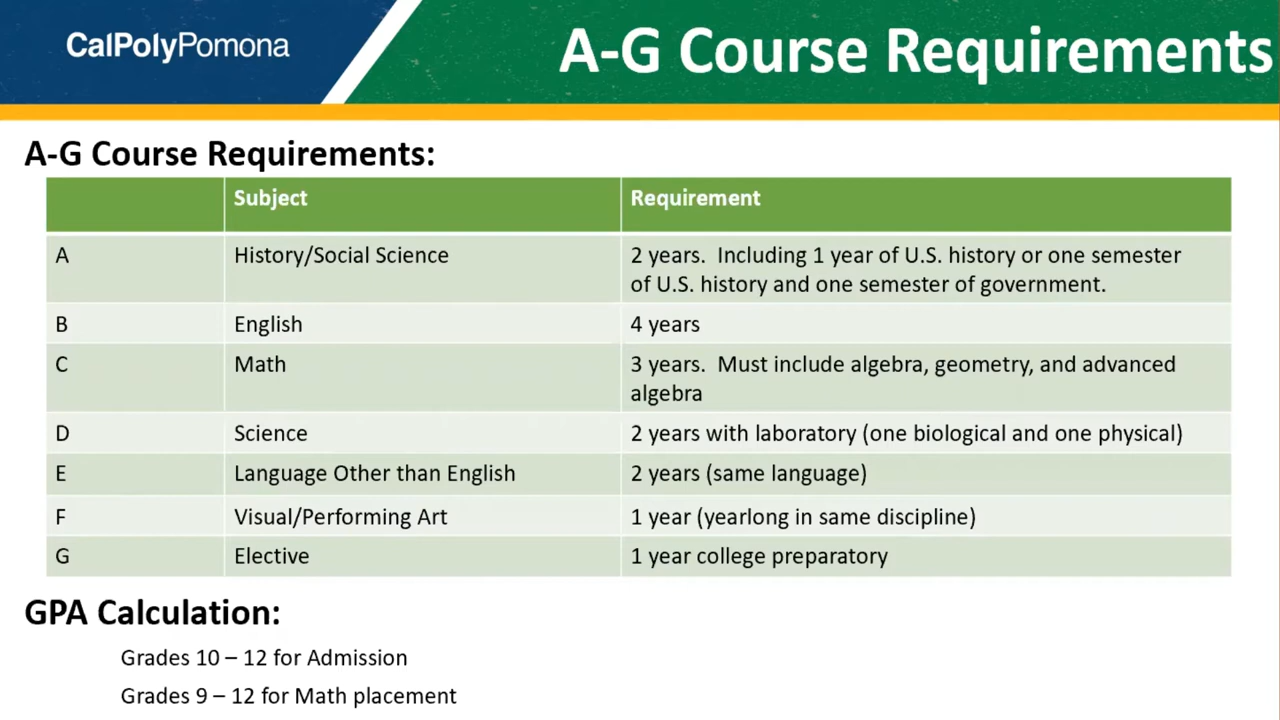 CalPolyPomona
A-G Course Requirements
A-G Course Requirements:
Subject Requirement
A History/Social Science 2 years.  Including 1 year of U.S. history or one semester
of U.S. history and one semester of government.
B English 4 years
C Math 3 years.  Must include algebra, geometry, and advanced
algebra
D Science 2 years with laboratory (one biological and one physical)
E Language Other than English 2 years (same language)
F Visual/Performing Art 1 year (yearlong in same discipline)
G Elective 1 year college preparatory
GPA Calculation:
Grades 10 – 12 for Admission
Grades 9 – 12 for Math placement